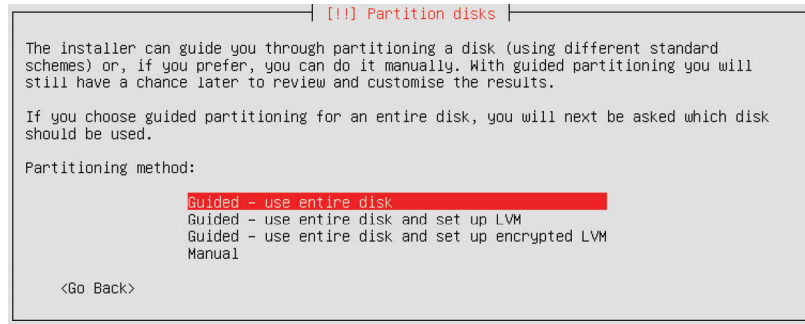 [!!] Partition disks
The installer can guide you through partitioning a disk (using different standard
schemes) or, if you prefer, you can do it manually. With guided partitioning you will
still have a chance later to review and customise the results.
If you choose guided partitioning for an entire disk, you will next be asked which disk
should be used.
Partitioning method:
Guided - use entire disk
Guided - use entire disk and set up LVM
Guided - use entire disk and set up encrypted LVM
Manual
<Go Back>